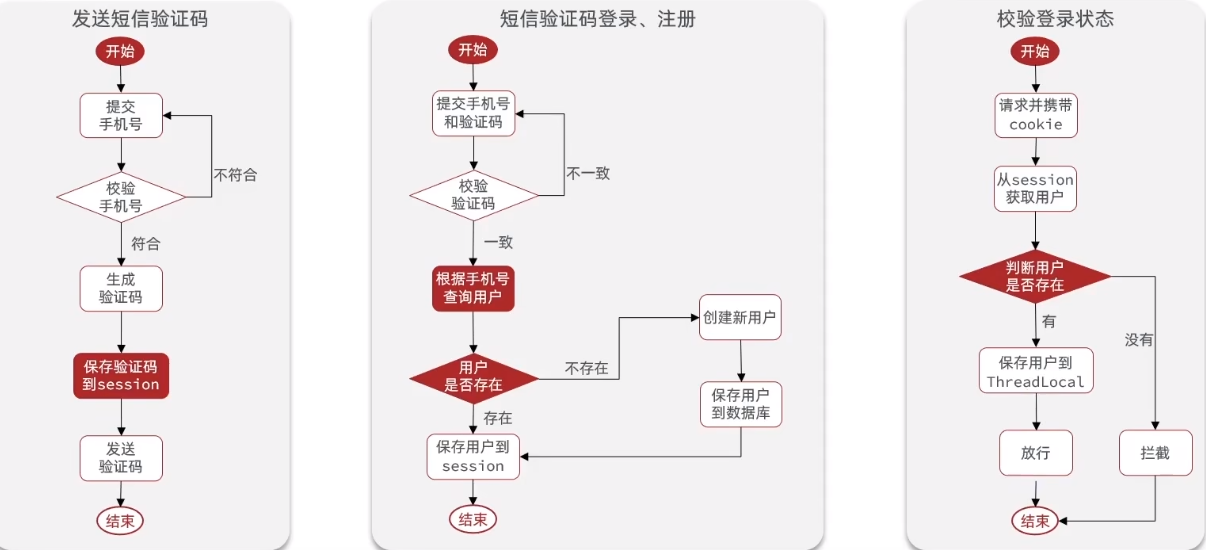 发送短信验证码
开始
提交
手机号
不符合
校验
手机号
符合
生成
验证码
保存验证码
到session
发送
验证码
结束
短信验证码登录、注册
开始
提交手机号
和验证码
不一致
校验
验证码
一致
根据手机号
查询用户
用户
是否存在
不存在
创建新用户
保存用户
到数据库
存在
保存用户到
session
结束
校验登录状态
开始
请求并携带
cookie
从session
获取用户
判断用户
是否存在
有
没有
保存用户到
ThreadLocal
放行
拦截
结束